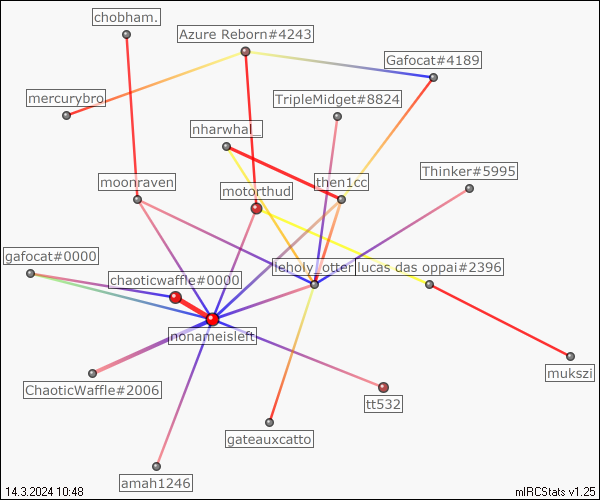 chobham.
Azure Reborn#4243
Gafocat#4189
mercurybro
TripleMidget#8824
nharwhal_
Thinker#5995
moonraven
motorthud
then1cc
gafocat#0000
chaoticwaffle#0000
leholy_otter
lucas das oppai#2396
nonameisleft
ChaoticWaffle#2006
mukszi
tt532
gateauxcatto
amah1246
14.3.2024 10:48
mIRCStats v1.25